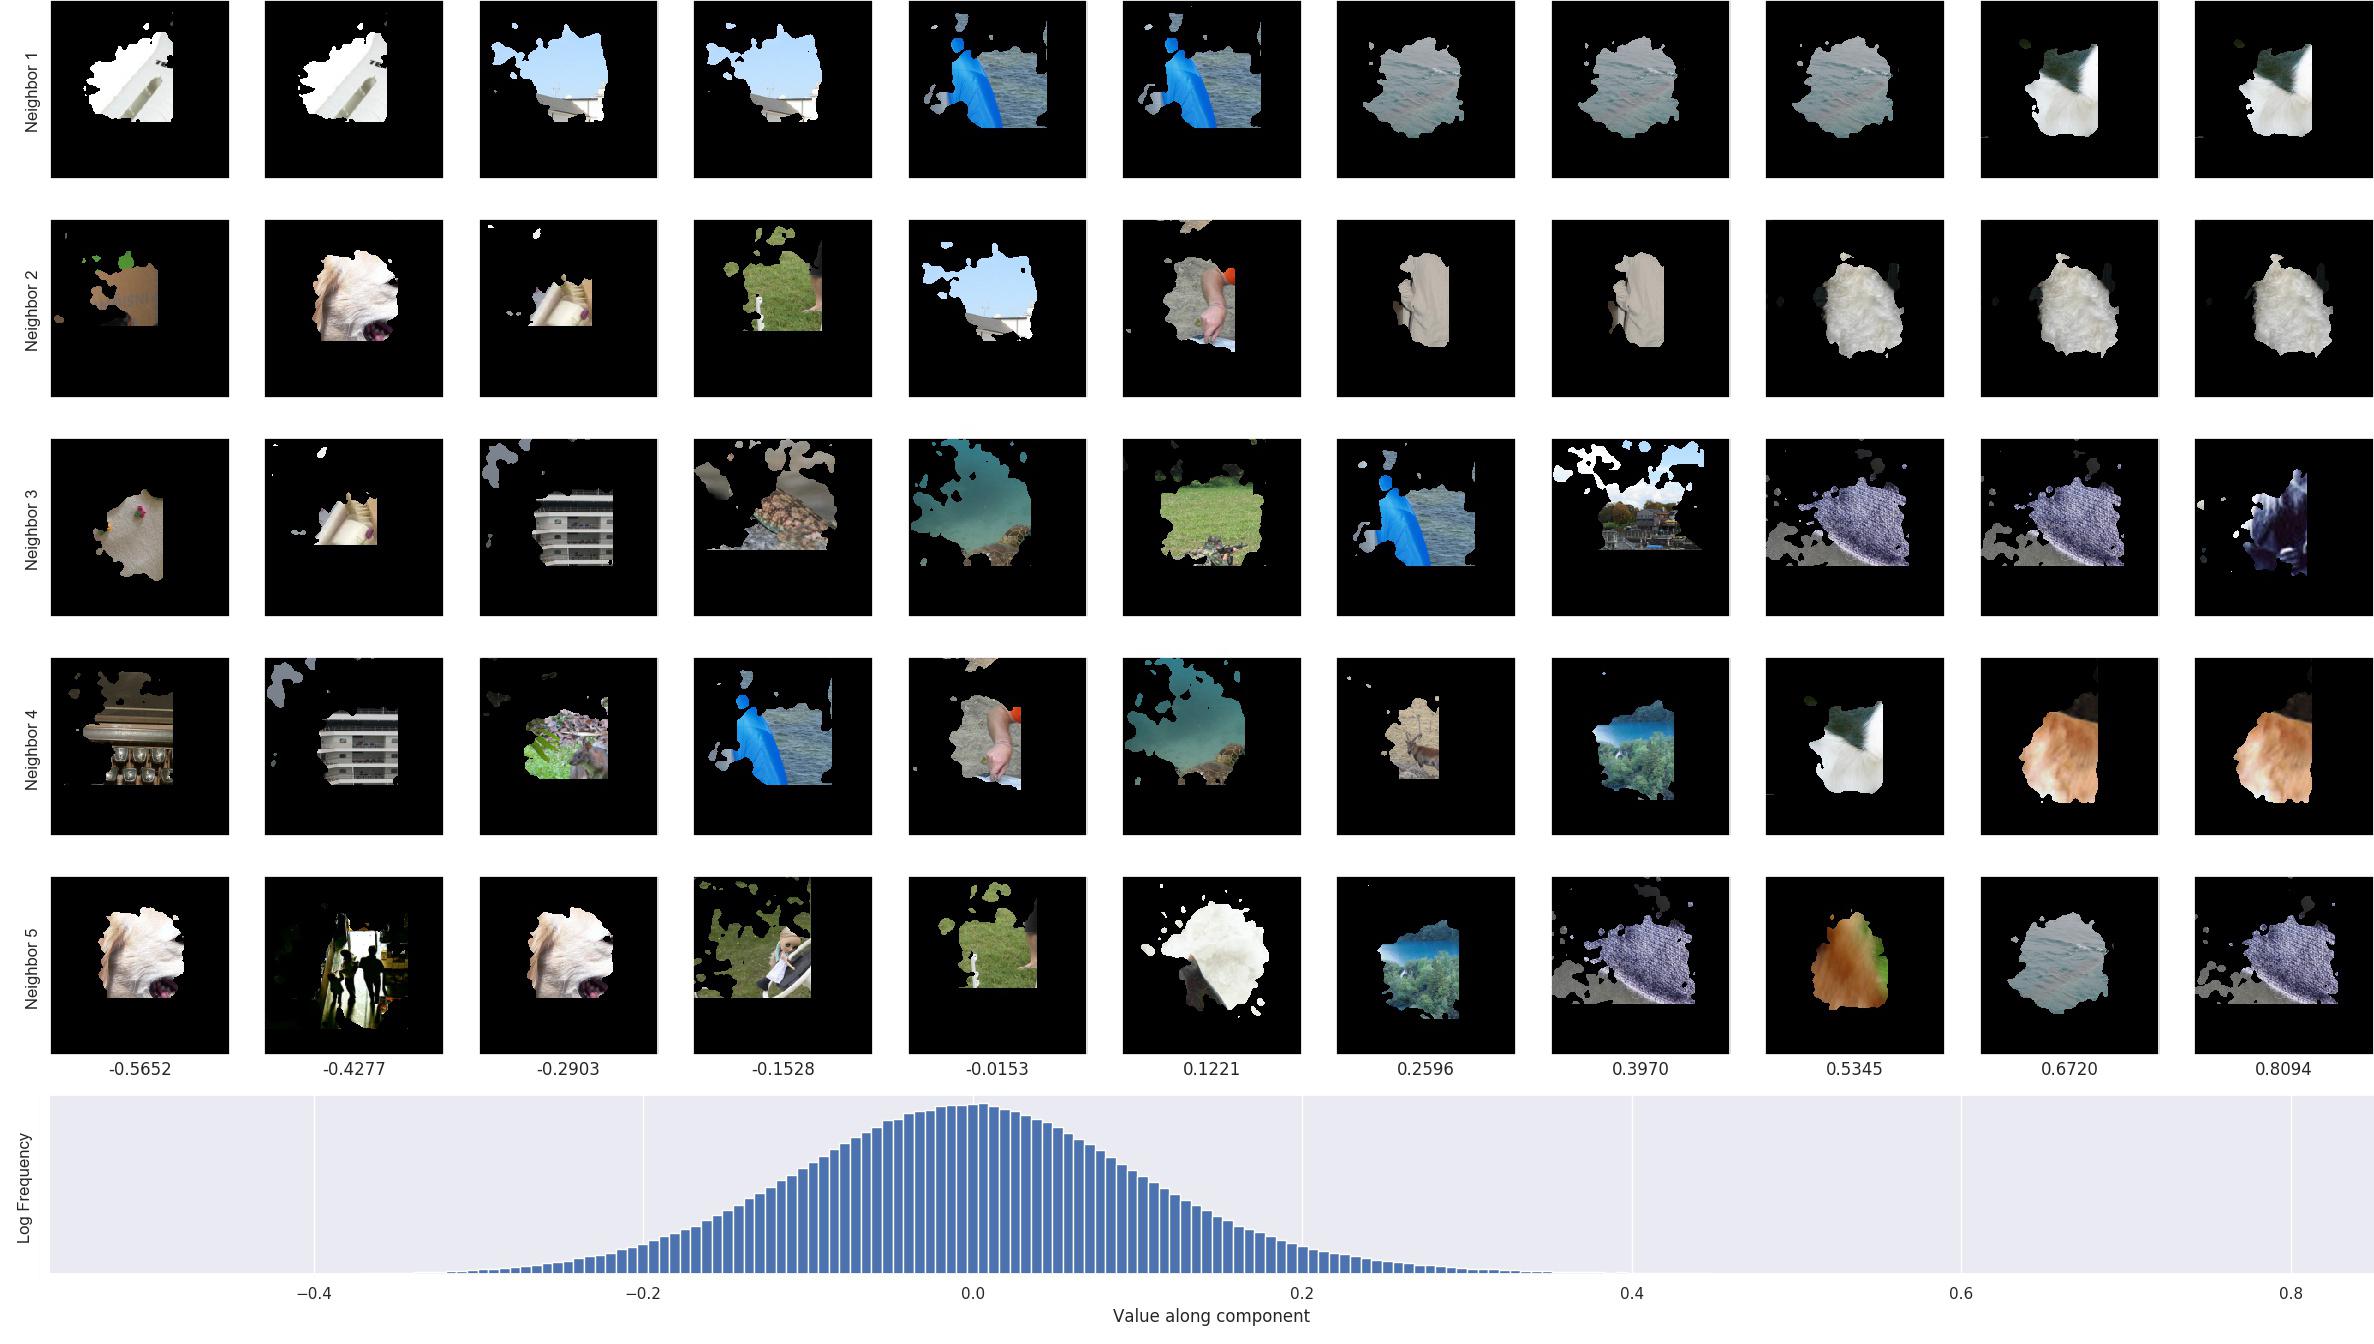 Neighbor 1
Neighbor 2
Neighbor 3
Neighbor 4
Neighbor 5
-0.5652 -0.4277 -0.2903 -0.1528 -0.0153 0.1221 0.2596 0.3970 0.5345 0.6720 0.8094
Log Frequency
−0.4 −0.2 0.0 0.2 0.4 0.6 0.8
Value along component